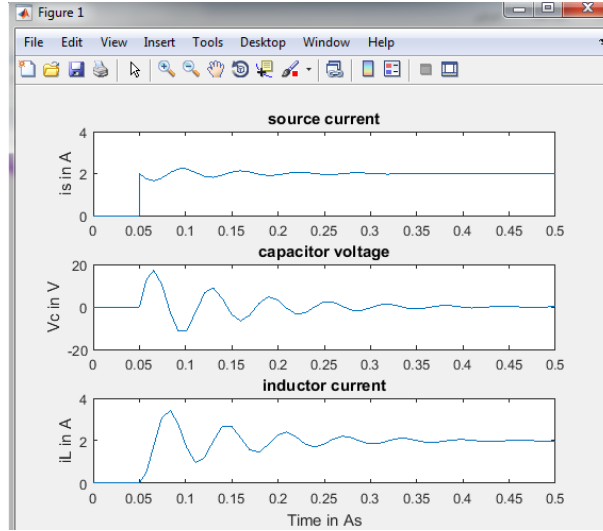 Figure 1
File Edit View Insert Tools Desktop Window Help
source current
4
2
0
is in A
0 0.05 0.1 0.15 0.2 0.25 0.3 0.35 0.4 0.45 0.5
capacitor voltage
20
0
-20
Vc in V
0 0.05 0.1 0.15 0.2 0.25 0.3 0.35 0.4 0.45 0.5
inductor current
4
2
0
iL in A
0 0.05 0.1 0.15 0.2 0.25 0.3 0.35 0.4 0.45 0.5
Time in As